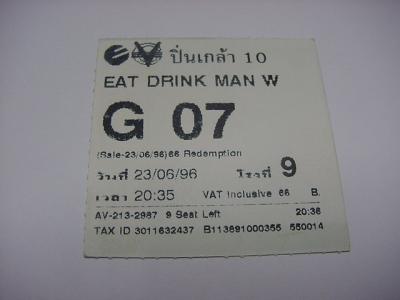 ปิ่นเกล้า 10
EAT DRINK MAN W
G 07
(Sale-23/06/96)66 Redemption
วันที่ 23/06/96 โรงที่ 9
เวลา 20:35 VAT Inclusive 66 B.
AV-213-2987 9 Seat Left 20:36
TAX ID 3011632437 B113891000355 550014